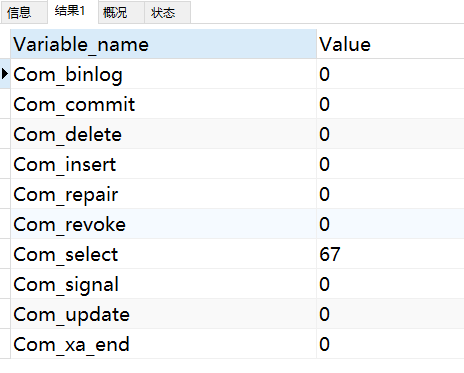 信息 结果1 概况 状态
Variable_name Value
Com_binlog 0
Com_commit 0
Com_delete 0
Com_insert 0
Com_repair 0
Com_revoke 0
Com_select 67
Com_signal 0
Com_update 0
Com_xa_end 0